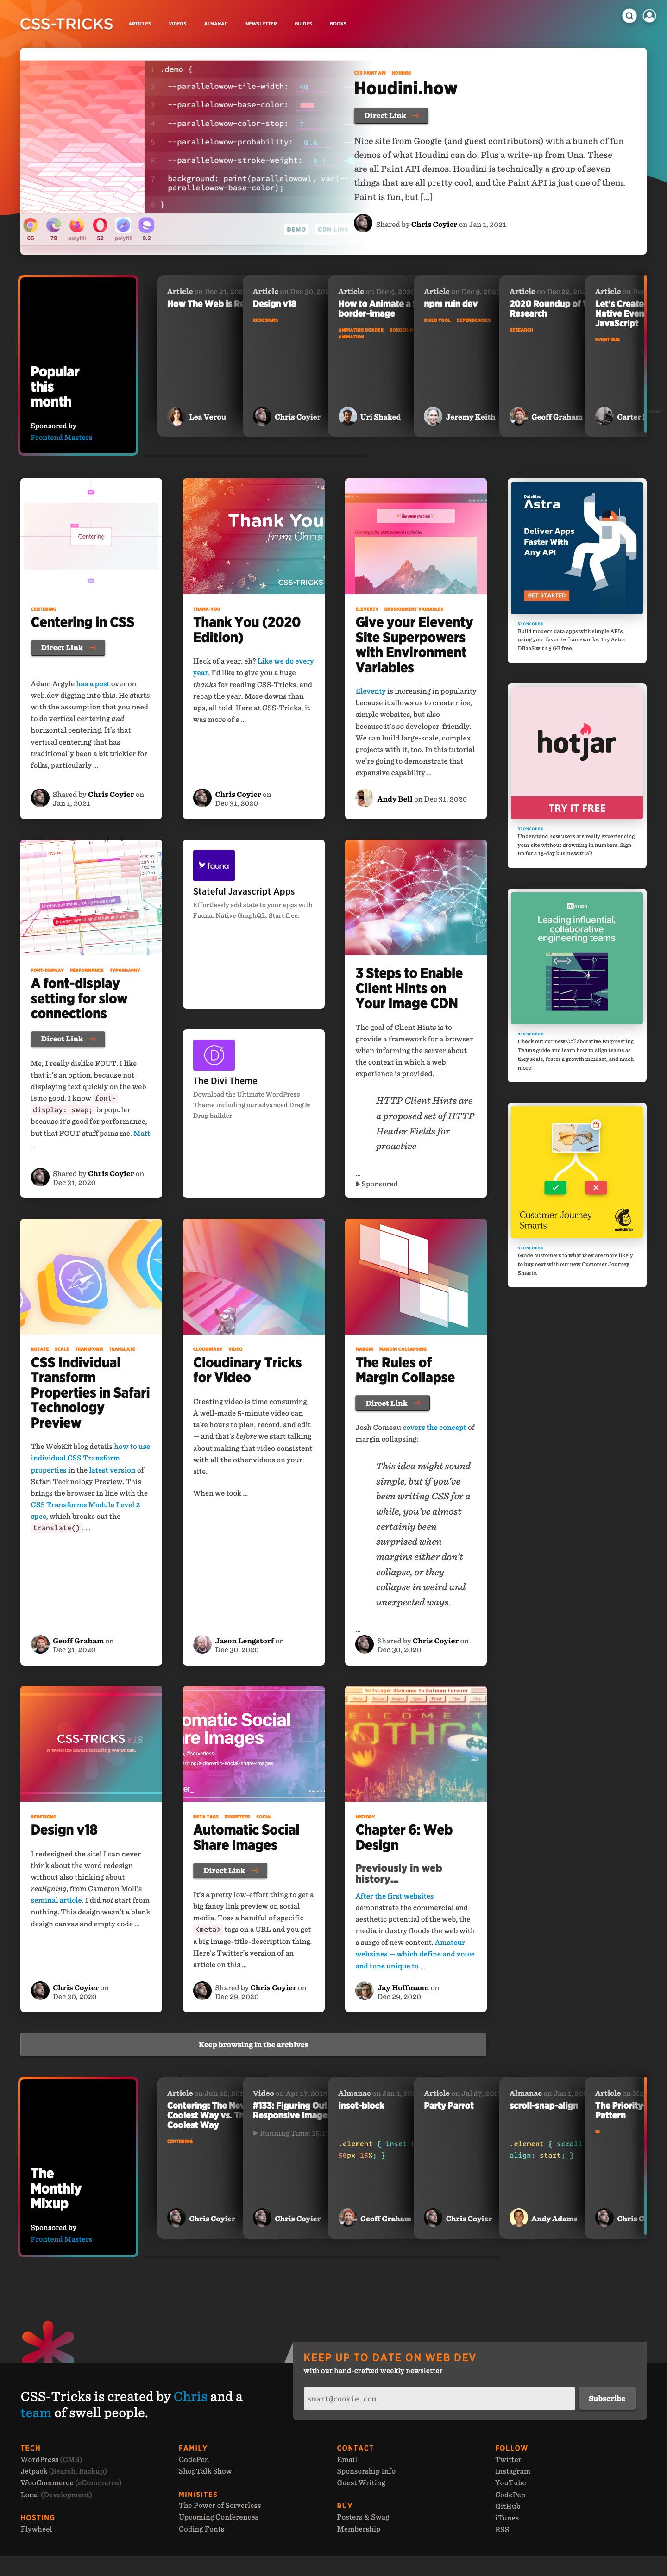 CSS-TRICKS
ARTICLES VIDEOS ALMANAC NEWSLETTER GUIDES BOOKS
1 .demo {
2 --parallelowow-tile-width: 40
3 --parallelowow-base-color:
4 --parallelowow-color-step: 7
5 --parallelowow-probability: 0.6
6 --parallelowow-stroke-weight: 0.!
7 background: paint(parallelowow), var(--
parallelowow-base-color);
8 }
65 79 polyfill 52 polyfill 9.2
DEMO CDN LINK
CSS PAINT API HOUDINI
Houdini.how
Direct Link
Nice site from Google (and guest contributors) with a bunch of fun
demos of what Houdini can do. Plus a write-up from Una. These
are all Paint API demos. Houdini is technically a group of seven
things that are all pretty cool, and the Paint API is just one of them.
Paint is fun, but […]
Shared by Chris Coyier on Jan 1, 2021
Popular
this
month
Sponsored by
Frontend Masters
Article on Dec 21, 202
How The Web is Re
Lea Verou
Article on Dec 30, 202
Design v18
REDESIGNS
Chris Coyier
Article on Dec 4, 2020
How to Animate a
border-image
ANIMATING BORDER BORDER-I
ANIMATION
Uri Shaked
Article on Dec 9, 2020
npm ruin dev
BUILD TOOL DEPENDENCIES
Jeremy Keith
Article on Dec 22, 202
2020 Roundup of
Research
RESEARCH
Geoff Graham
Article on Dec
Let's Create
Native Even
JavaScript
EVENT BUS
Carter
Centering
CENTERING
Centering in CSS
Direct Link
Adam Argyle has a post over on
web.dev digging into this. He starts
with the assumption that you need
to do vertical centering and
horizontal centering. It's that
vertical centering that has
traditionally been a bit trickier for
folks, particularly …
Shared by Chris Coyier on
Jan 1, 2021
Thank You
from Chris
CSS-TRICKS
THANK-YOU
Thank You (2020
Edition)
Heck of a year, eh? Like we do every
year, I'd like to give you a huge
thanks for reading CSS-Tricks, and
recap the year. More downs than
ups, all told. Here at CSS-Tricks, it
was more of a …
Chris Coyier on
Dec 31, 2020
ELEVENTY ENVIRONMENT VARIABLES
Give your Eleventy
Site Superpowers
with Environment
Variables
Eleventy is increasing in popularity
because it allows us to create nice,
simple websites, but also —
because it's so developer-friendly.
We can build large-scale, complex
projects with it, too. In this tutorial
we're going to demonstrate that
expansive capability …
Andy Bell on Dec 31, 2020
DataStax
Astra
Deliver Apps
Faster With
Any API
GET STARTED
SPONSORED
Build modern data apps with simple APIs,
using your favorite frameworks. Try Astra
DBaaS with 5 GB free.
hotjar
TRY IT FREE
SPONSORED
Understand how users are really experiencing
your site without drowning in numbers. Sign
up for a 15-day business trial!
Limited bandwidth, slowly maxed out
FONT-DISPLAY PERFORMANCE TYPOGRAPHY
A font-display
setting for slow
connections
Direct Link
Me, I really dislike FOUT. I like
that it's an option, because not
displaying text quickly on the web
is no good. I know font-
display: swap; is popular
because it's good for performance,
but that FOUT stuff pains me. Matt
…
Shared by Chris Coyier on
Dec 31, 2020
fauna
Stateful Javascript Apps
Effortlessly add state to your apps with
Fauna. Native GraphQL. Start free.
D
The Divi Theme
Download the Ultimate WordPress
Theme including our advanced Drag &
Drop builder
3 Steps to Enable
Client Hints on
Your Image CDN
The goal of Client Hints is to
provide a framework for a browser
when informing the server about
the context in which a web
experience is provided.
HTTP Client Hints are
a proposed set of HTTP
Header Fields for
proactive
…
Sponsored
invision
Leading influential,
collaborative
engineering teams
SPONSORED
Check out our new Collaborative Engineering
Teams guide and learn how to align teams as
they scale, foster a growth mindset, and much
more!
Customer Journey
Smarts
mailchimp
SPONSORED
Guide customers to what they are more likely
to buy next with our new Customer Journey
Smarts.
ROTATE SCALE TRANSFORM TRANSLATE
CSS Individual
Transform
Properties in Safari
Technology
Preview
The WebKit blog details how to use
individual CSS Transform
properties in the latest version of
Safari Technology Preview. This
brings the browser in line with the
CSS Transforms Module Level 2
spec, which breaks out the
translate(), …
Geoff Graham on
Dec 31, 2020
CLOUDINARY VIDEO
Cloudinary Tricks
for Video
Creating video is time consuming.
A well-made 5-minute video can
take hours to plan, record, and edit
— and that's before we start talking
about making that video consistent
with all the other videos on your
site.
When we took …
Jason Lengstorf on
Dec 30, 2020
MARGIN MARGIN COLLAPSING
The Rules of
Margin Collapse
Direct Link
Josh Comeau covers the concept of
margin collapsing:
This idea might sound
simple, but if you've
been writing CSS for a
while, you've almost
certainly been
surprised when
margins either don't
collapse, or they
collapse in weird and
unexpected ways.
…
Shared by Chris Coyier on
Dec 30, 2020
CSS-TRICKS v18
A website about building websites.
REDESIGNS
Design v18
I redesigned the site! I can never
think about the word redesign
without also thinking about
realigning, from Cameron Moll's
seminal article. I did not start from
nothing. This design wasn't a blank
design canvas and empty code …
Chris Coyier on
Dec 30, 2020
omatic Social
re Images
, #serverless
/blog/automatic-social-share-images
er_
META TAGS PUPPETEER SOCIAL
Automatic Social
Share Images
Direct Link
It's a pretty low-effort thing to get a
big fancy link preview on social
media. Toss a handful of specific
<meta> tags on a URL and you get
a big image-title-description thing.
Here's Twitter's version of an
article on this …
Shared by Chris Coyier on
Dec 29, 2020
Netscape: Welcome to Batman Forever
WELCOME TO
GOTHAM
HISTORY
Chapter 6: Web
Design
Previously in web
history…
After the first websites
demonstrate the commercial and
aesthetic potential of the web, the
media industry floods the web with
a surge of new content. Amateur
webzines — which define and voice
and tone unique to …
Jay Hoffmann on
Dec 29, 2020
Keep browsing in the archives
The
Monthly
Mixup
Sponsored by
Frontend Masters
Article on Jun 20, 201
Centering: The Ne
Coolest Way vs. Th
Coolest Way
CENTERING
Chris Coyier
Video on Apr 17, 2015
#133: Figuring Out
Responsive Image
Running Time: 15:1
Chris Coyier
Almanac on Jan 1, 20
inset-block
.element { inset-
50px 15%; }
Geoff Graham
Article on Jul 27, 201
Party Parrot
Chris Coyier
Almanac on Jan 1, 20
scroll-snap-align
.element { scroll
align: start; }
Andy Adams
Article on Ma
The Priority-
Pattern
UI
Chris C
KEEP UP TO DATE ON WEB DEV
with our hand-crafted weekly newsletter
smart@cookie.com
Subscribe
CSS-Tricks is created by Chris and a
team of swell people.
TECH
WordPress (CMS)
Jetpack (Search, Backup)
WooCommerce (eCommerce)
Local (Development)
HOSTING
Flywheel
FAMILY
CodePen
ShopTalk Show
MINISITES
The Power of Serverless
Upcoming Conferences
Coding Fonts
CONTACT
Email
Sponsorship Info
Guest Writing
BUY
Posters & Swag
Membership
FOLLOW
Twitter
Instagram
YouTube
CodePen
GitHub
iTunes
RSS